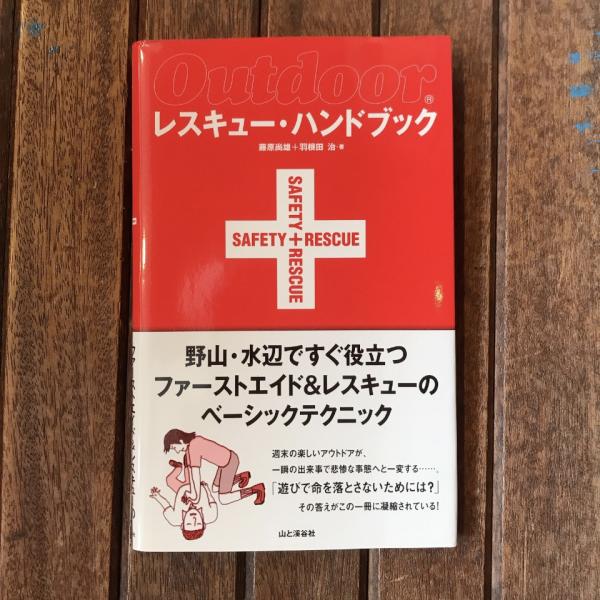 Outdoor®
レスキュー・ハンドブック
藤原尚雄＋羽根田 治・著
SAFETY+RESCUE
SAFETY+RESCUE
野山・水辺ですぐ役立つ
ファーストエイド&レスキューの
ベーシックテクニック
週末の楽しいアウトドアが、
一瞬の出来事で悲惨な事態へと一変する……。
「遊びで命を落とさないためには？」
その答えがこの一冊に凝縮されている！
山と溪谷社